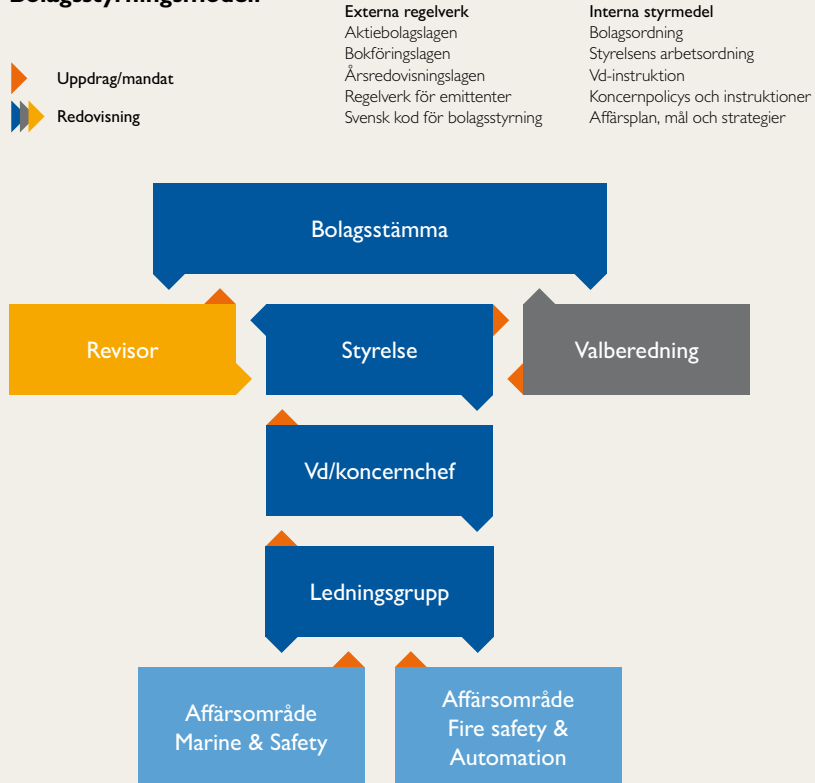 Uppdrag/mandat
Redovisning
Externa regelverk
Aktiebolagslagen
Bokföringslagen
Årsredovisningslagen
Regelverk för emittenter
Svensk kod för bolagsstyrning
Interna styrmedel
Bolagsordning
Styrelsens arbetsordning
Vd-instruktion
Koncernpolicys och instruktioner
Affärsplan, mål och strategier
Bolagsstämma
Revisor
Styrelse
Valberedning
Vd/koncernchef
Ledningsgrupp
Affärsområde
Marine & Safety
Affärsområde
Fire safety &
Automation